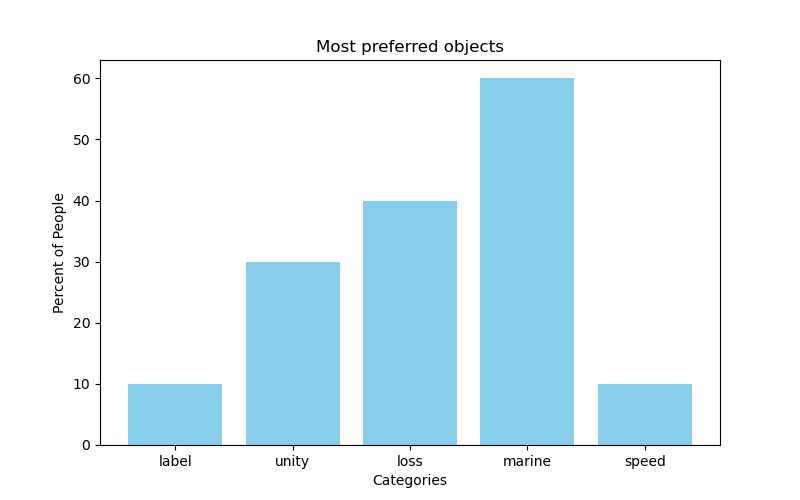 Most preferred objects
Percent of People
60
50
40
30
20
10
0
label unity loss marine speed
Categories